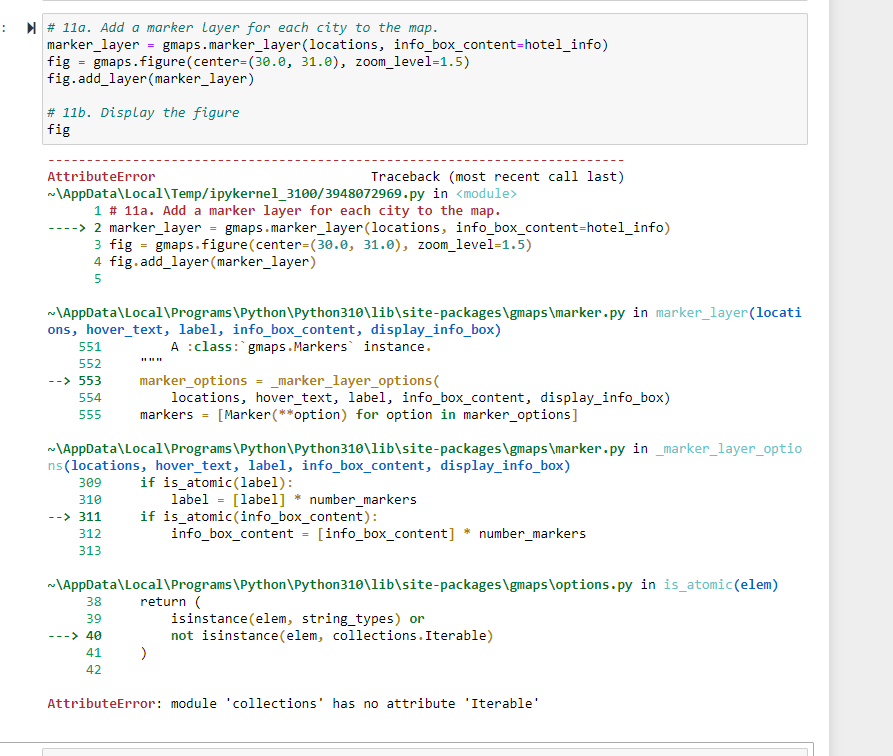 :
# 11a. Add a marker layer for each city to the map.
marker_layer = gmaps.marker_layer(locations, info_box_content=hotel_info)
fig = gmaps.figure(center=(30.0, 31.0), zoom_level=1.5)
fig.add_layer(marker_layer)
# 11b. Display the figure
fig
---------------------------------------------------------------------------
AttributeError                            Traceback (most recent call last)
~\AppData\Local\Temp/ipykernel_3100/3948072969.py in <module>
      1 # 11a. Add a marker layer for each city to the map.
----> 2 marker_layer = gmaps.marker_layer(locations, info_box_content=hotel_info)
      3 fig = gmaps.figure(center=(30.0, 31.0), zoom_level=1.5)
      4 fig.add_layer(marker_layer)
      5
~\AppData\Local\Programs\Python\Python310\lib\site-packages\gmaps\marker.py in marker_layer(locati
ons, hover_text, label, info_box_content, display_info_box)
    551         A :class:`gmaps.Markers` instance.
    552     """
--> 553     marker_options = _marker_layer_options(
    554         locations, hover_text, label, info_box_content, display_info_box)
    555     markers = [Marker(**option) for option in marker_options]
~\AppData\Local\Programs\Python\Python310\lib\site-packages\gmaps\marker.py in _marker_layer_optio
ns(locations, hover_text, label, info_box_content, display_info_box)
    309     if is_atomic(label):
    310         label = [label] * number_markers
--> 311     if is_atomic(info_box_content):
    312         info_box_content = [info_box_content] * number_markers
    313
~\AppData\Local\Programs\Python\Python310\lib\site-packages\gmaps\options.py in is_atomic(elem)
     38     return (
     39         isinstance(elem, string_types) or
---> 40         not isinstance(elem, collections.Iterable)
     41     )
     42
AttributeError: module 'collections' has no attribute 'Iterable'